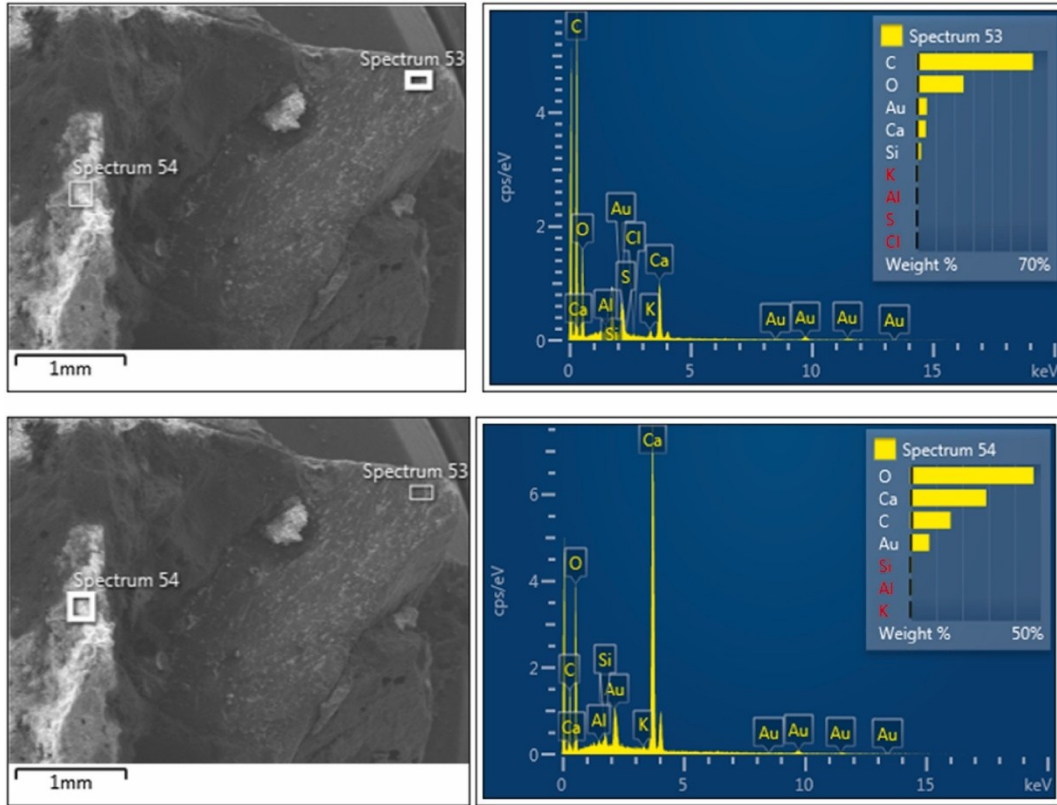 Spectrum 53
Spectrum 54
1mm
C
O
Ca
Al
Si
Au
Cl
S
K
Ca
Au
Au
Au
Au
cps/eV
4
2
0
0
5
10
15
keV
Spectrum 53
C
O
Au
Ca
Si
K
Al
S
Cl
Weight %
70%
Spectrum 53
Spectrum 54
1mm
Ca
O
C
Ca
Al
Si
Au
K
Au
Au
Au
Au
cps/eV
6
4
2
0
0
5
10
15
keV
Spectrum 54
O
Ca
C
Au
Si
Al
K
Weight %
50%